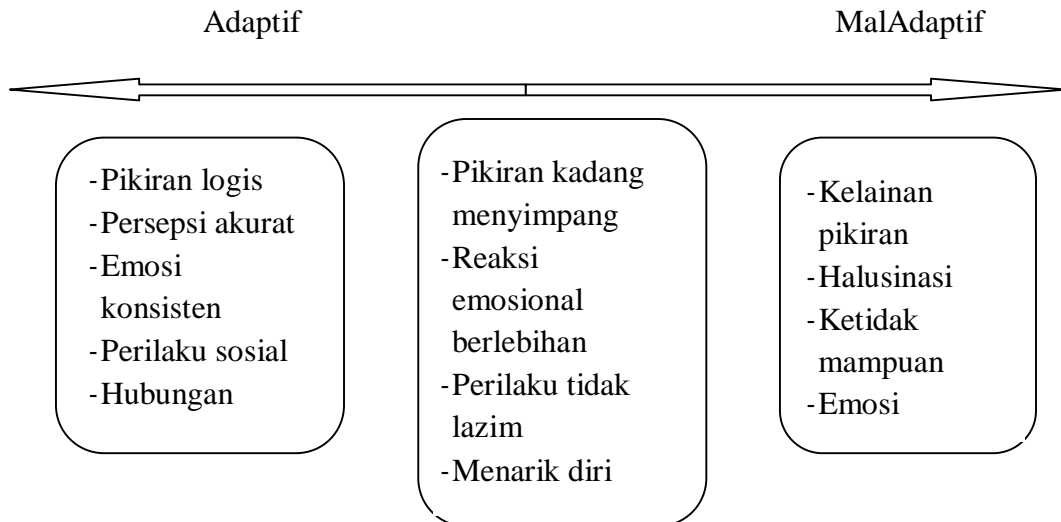 Adaptif
MalAdaptif
-Pikiran logis
-Persepsi akurat
-Emosi
konsisten
-Perilaku sosial
-Hubungan
-Pikiran kadang
menyimpang
-Reaksi
emosional
berlebihan
-Perilaku tidak
lazim
-Menarik diri
-Kelainan
pikiran
-Halusinasi
-Ketidak
mampuan
-Emosi